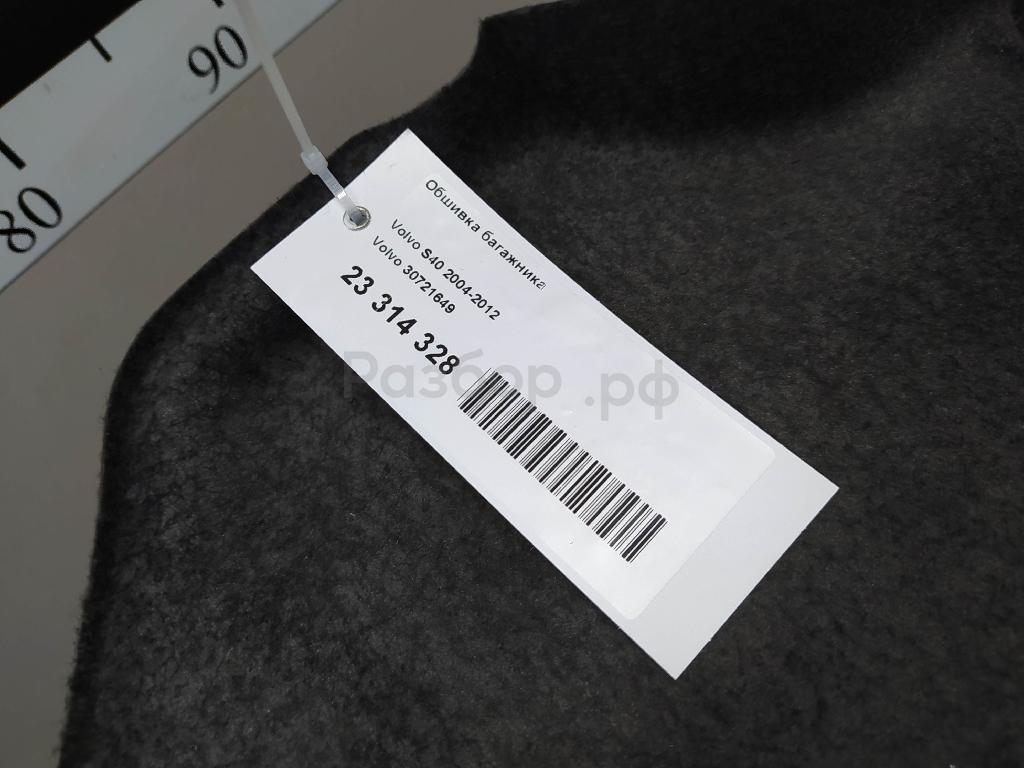 90
80
Обшивка багажника
Volvo S40 2004-2012
Volvo 30721649
23 314 328
Разбор.рф